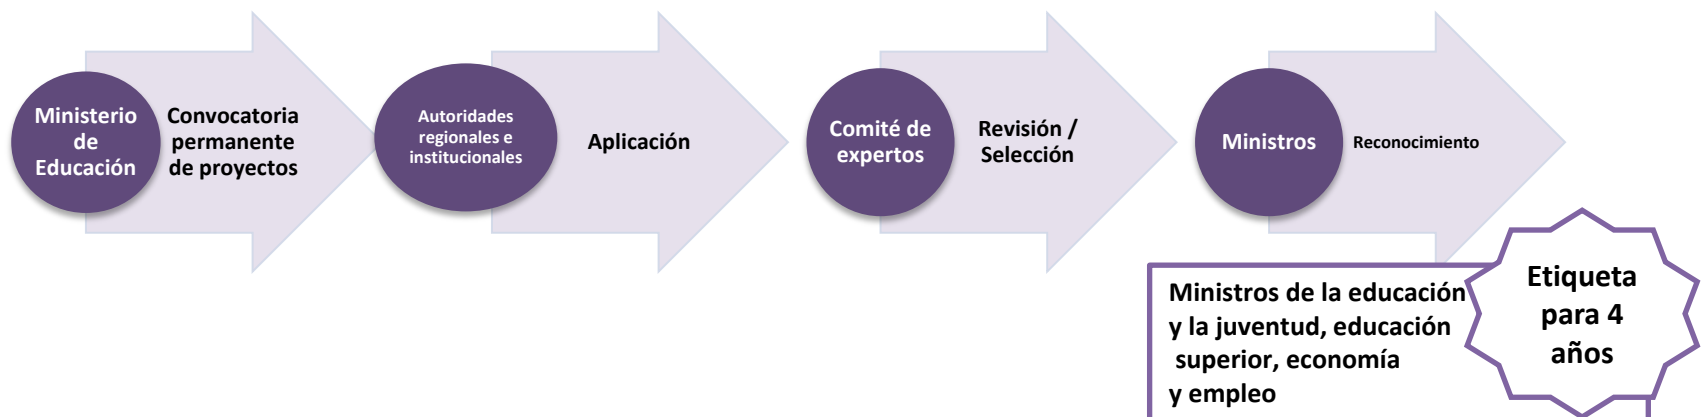 Ministerio
de
Educación
Convocatoria
permanente
de proyectos
Autoridades
regionales e
institucionales
Aplicación
Comité de
expertos
Revisión /
Selección
Ministros
Reconocimiento
Ministros de la educación
y la juventud, educación
superior, economía
y empleo
Etiqueta
para 4
años